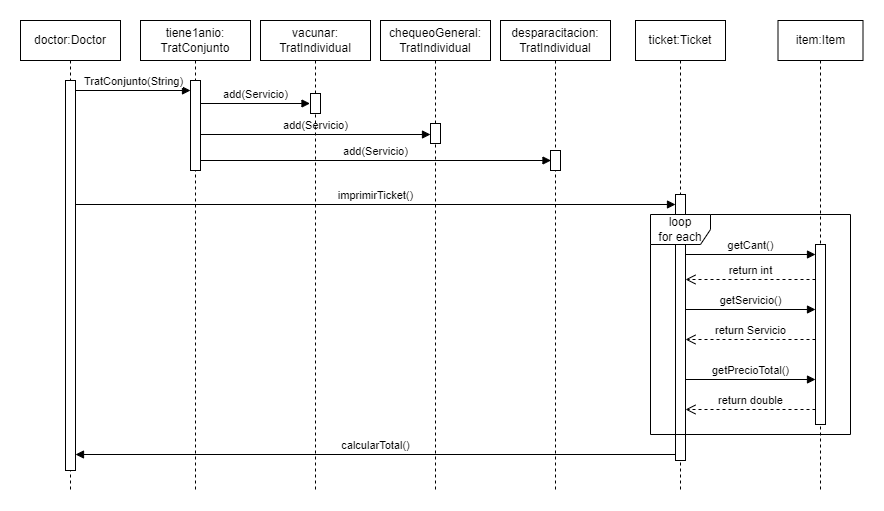 doctor:Doctor
tiene1anio:
TratConjunto
vacunar:
TratIndividual
chequeoGeneral:
TratIndividual
desparacitacion:
TratIndividual
ticket:Ticket
item:Item
TratConjunto(String)
add(Servicio)
add(Servicio)
add(Servicio)
imprimirTicket()
loop
for each
getCant()
return int
getServicio()
return Servicio
getPrecioTotal()
return double
calcularTotal()